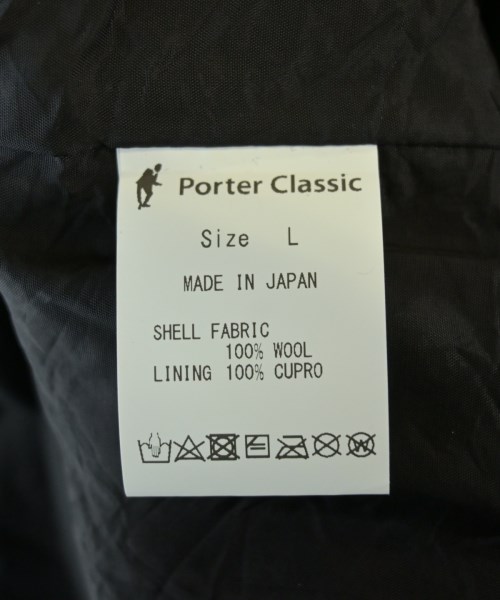 Porter Classic
Size L
MADE IN JAPAN
SHELL FABRIC
100% WOOL
LINING 100% CUPRO